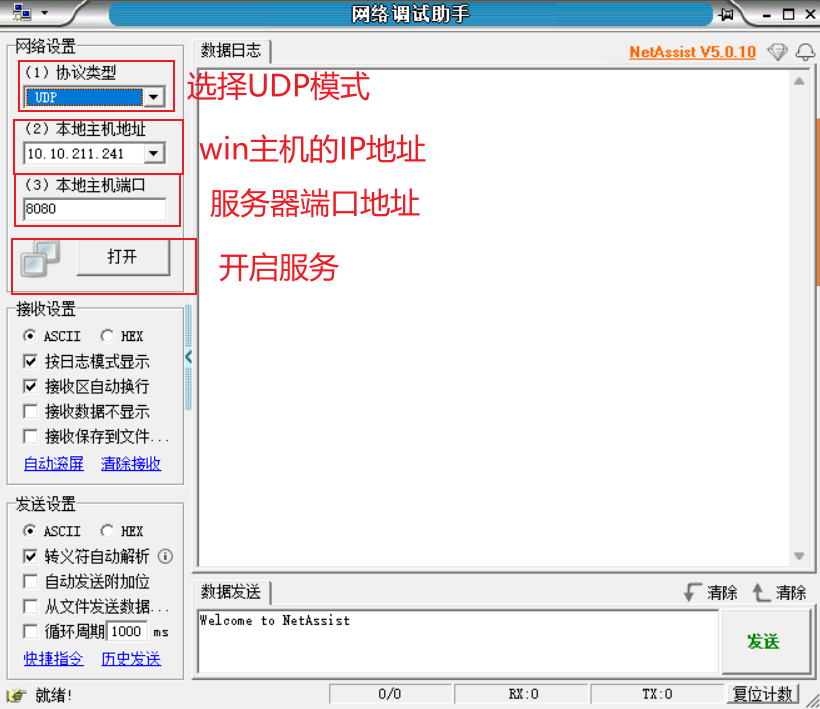 网络调试助手
网络设置
数据日志
NetAssist V5.0.10
(1) 协议类型
UDP
选择UDP模式
(2) 本地主机地址
10.10.211.241
win主机的IP地址
(3) 本地主机端口
8080
服务器端口地址
打开
开启服务
接收设置
ASCII HEX
按日志模式显示
接收区自动换行
接收数据不显示
接收保存到文件...
自动滚屏 清除接收
发送设置
ASCII HEX
转义符自动解析
自动发送附加位
从文件发送数据...
循环周期 1000 ms
快捷指令 历史发送
数据发送
清除 清除
Welcome to NetAssist
发送
就绪!
0/0
RX:0
TX:0
复位计数